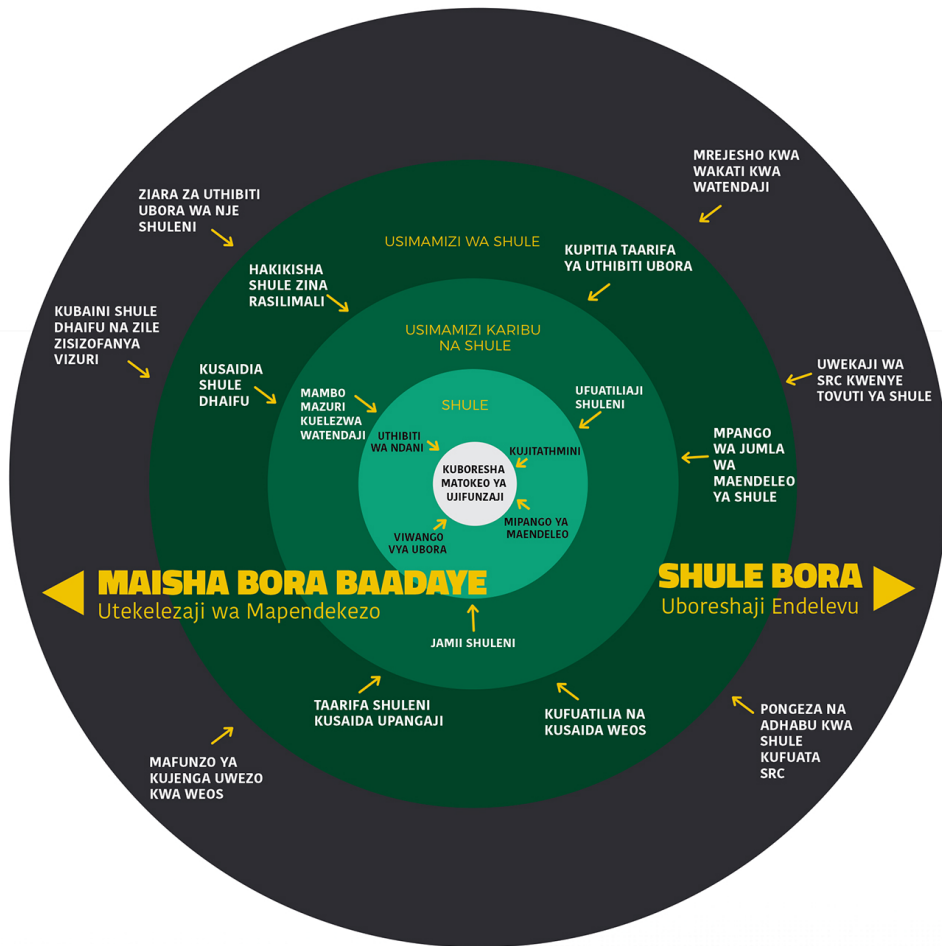 MREJESHO KWA
WAKATI KWA
WATENDAJI
ZIARA ZA UTHIBITI
UBORA WA NJE
SHULENI
USIMAMIZI WA SHULE
KUPITIA TAARIFA
YA UTHIBITI UBORA
HAKIKISHA
SHULE ZINA
RASILIMALI
KUBAINI SHULE
DHAIFU NA ZILE
ZISIZOFANYA
VIZURI
USIMAMIZI KARIBU
NA SHULE
KUSAIDIA
SHULE
DHAIFU
UWEKAJI WA
SRC KWENYE
TOVUTI YA SHULE
MAMBO
MAZURI
KUELEZWA
WATENDAJI
SHULE
UFUATILIAJI
SHULENI
UTHIBITI
WA NDANI
KUJITATHMINI
MPANGO
WA JUMLA
WA
MAENDELEO
YA SHULE
KUBORESHA
MATOKEO YA
UJIFUNZAJI
VIWANGO
VYA UBORA
MIPANGO YA
MAENDELEO
MAISHA BORA BAADAYE
Utekelezaji wa Mapendekezo
SHULE BORA
Uboreshaji Endelevu
JAMII SHULENI
TAARIFA SHULENI
KUSAIDA UPANGAJI
KUFUATILIA NA
KUSAIDA WEOS
PONGEZA NA
ADHABU KWA
SHULE
KUFUATA
SRC
MAFUNZO YA
KUJENGA UWEZO
KWA WEOS